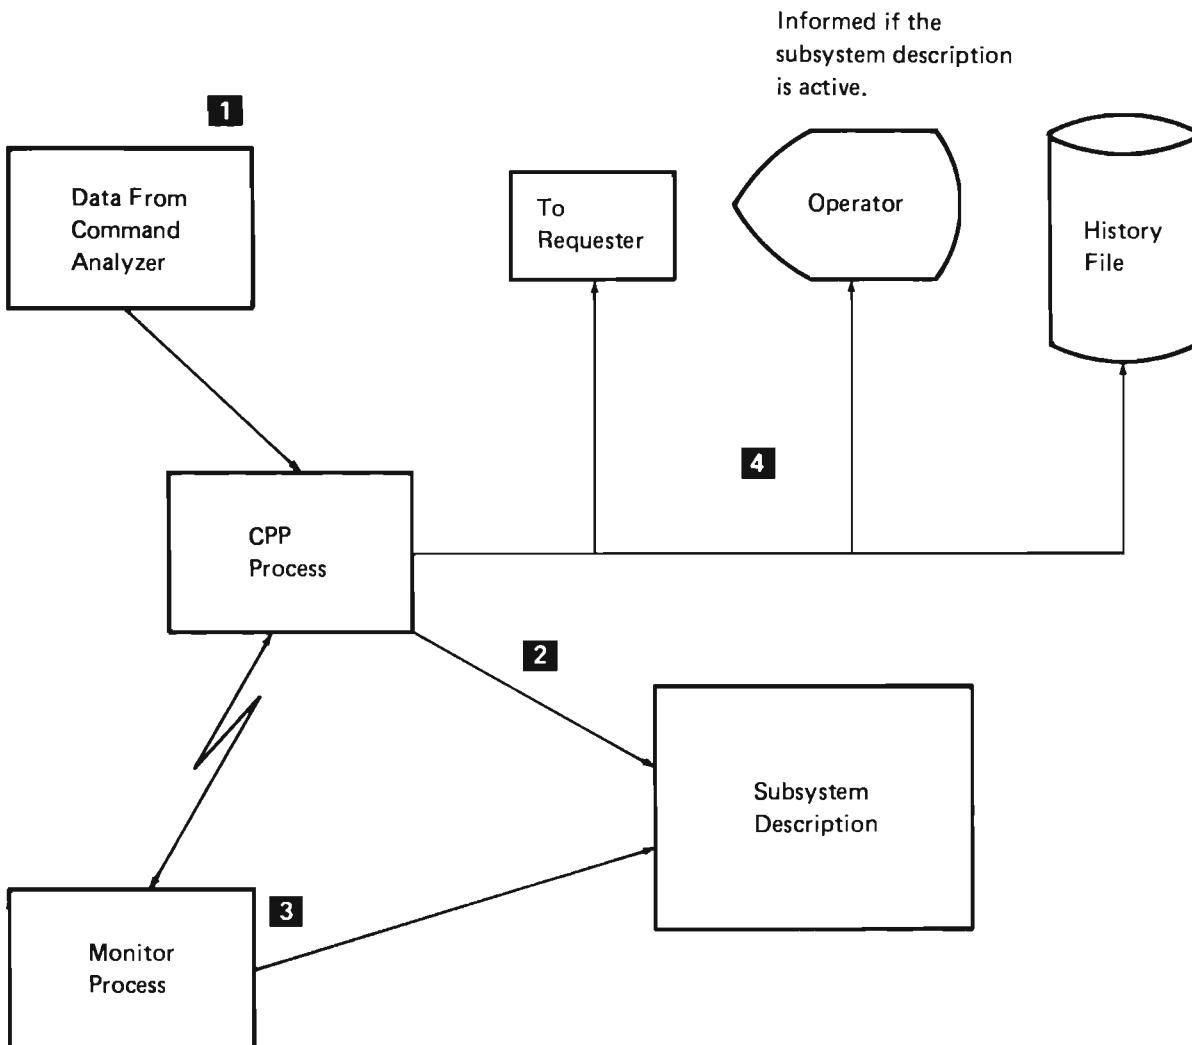 Informed if the
subsystem description
is active.
1
Data From
Command
Analyzer
To
Requester
Operator
History
File
4
CPP
Process
2
Subsystem
Description
3
Monitor
Process